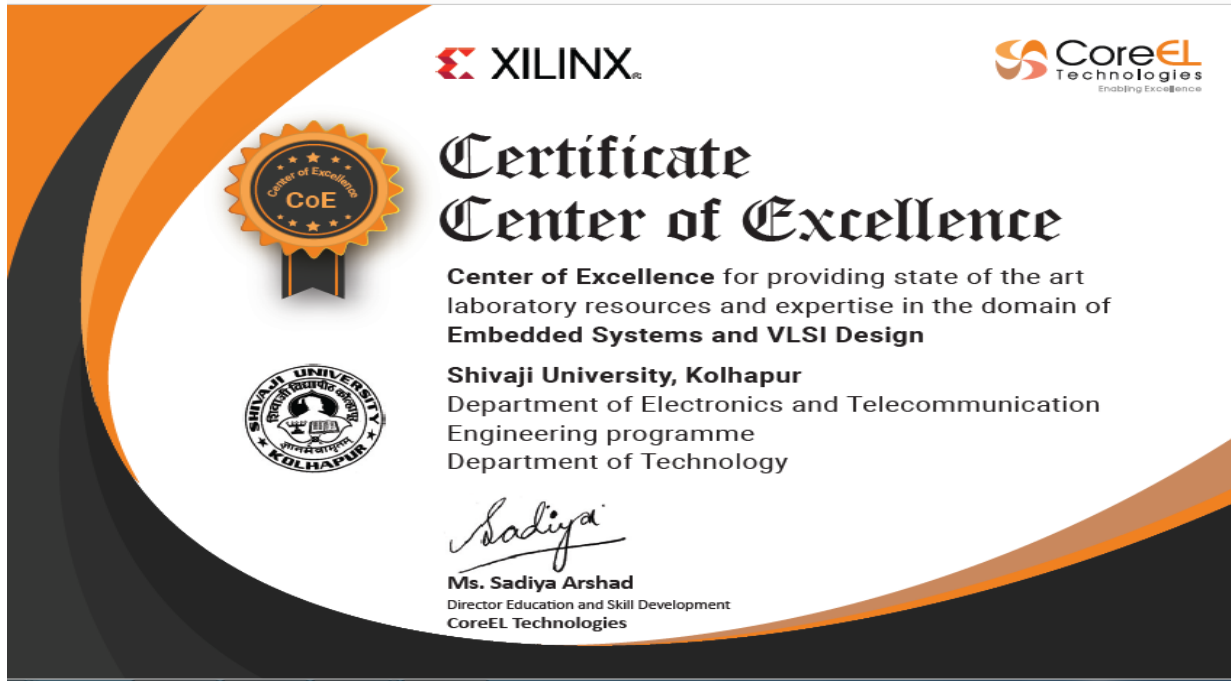 XILINX
CoreEL
Technologies
Enabling Excellence
Center of Excellence
CoE
Certificate
Center of Excellence
Center of Excellence for providing state of the art
laboratory resources and expertise in the domain of
Embedded Systems and VLSI Design
SHIVAJI UNIVERSITY
शिवाजी विद्यापीठ कोल्हापूर
ज्ञानमेवामृतम्
KOLHAPUR
Shivaji University, Kolhapur
Department of Electronics and Telecommunication
Engineering programme
Department of Technology
Sadiya
Ms. Sadiya Arshad
Director Education and Skill Development
CoreEL Technologies